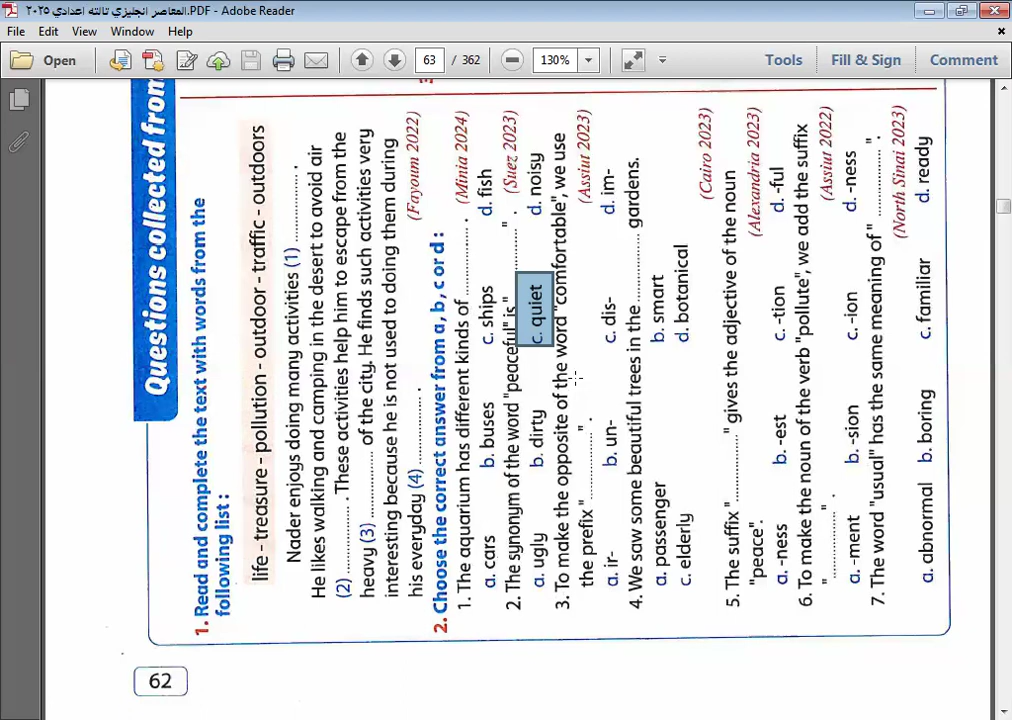 المعاصر انجليزي تالته اعدادي ٢٠٢٥.PDF - Adobe Reader
File Edit View Window Help
Open 63 / 362 130% Tools Fill & Sign Comment
Questions collected from
1. Read and complete the text with words from the
following list :
life - treasure - pollution - outdoor - traffic - outdoors
Nader enjoys doing many activities (1) ............ .
He likes walking and camping in the desert to avoid air
(2) ............ . These activities help him to escape from the
heavy (3) ............ of the city. He finds such activities very
interesting because he is not used to doing them during
his everyday (4) ............ . (Fayoum 2022)
2. Choose the correct answer from a, b, c or d :
1. The aquarium has different kinds of ............ . (Minia 2024)
a. cars b. buses c. ships d. fish
2. The synonym of the word "peaceful" is "............" . (Suez 2023)
a. ugly b. dirty c. quiet d. noisy
3. To make the opposite of the word "comfortable", we use
the prefix "............" . (Assiut 2023)
a. ir- b. un- c. dis- d. im-
4. We saw some beautiful trees in the ............ gardens.
a. passenger b. smart
c. elderly d. botanical
(Cairo 2023)
5. The suffix "............" gives the adjective of the noun
"peace". (Alexandria 2023)
a. -ness b. -est c. -tion d. -ful
6. To make the noun of the verb "pollute", we add the suffix
"............" . (Assiut 2022)
a. -ment b. -sion c. -ion d. -ness
7. The word "usual" has the same meaning of "............" .
(North Sinai 2023)
a. abnormal b. boring c. familiar d. ready
62